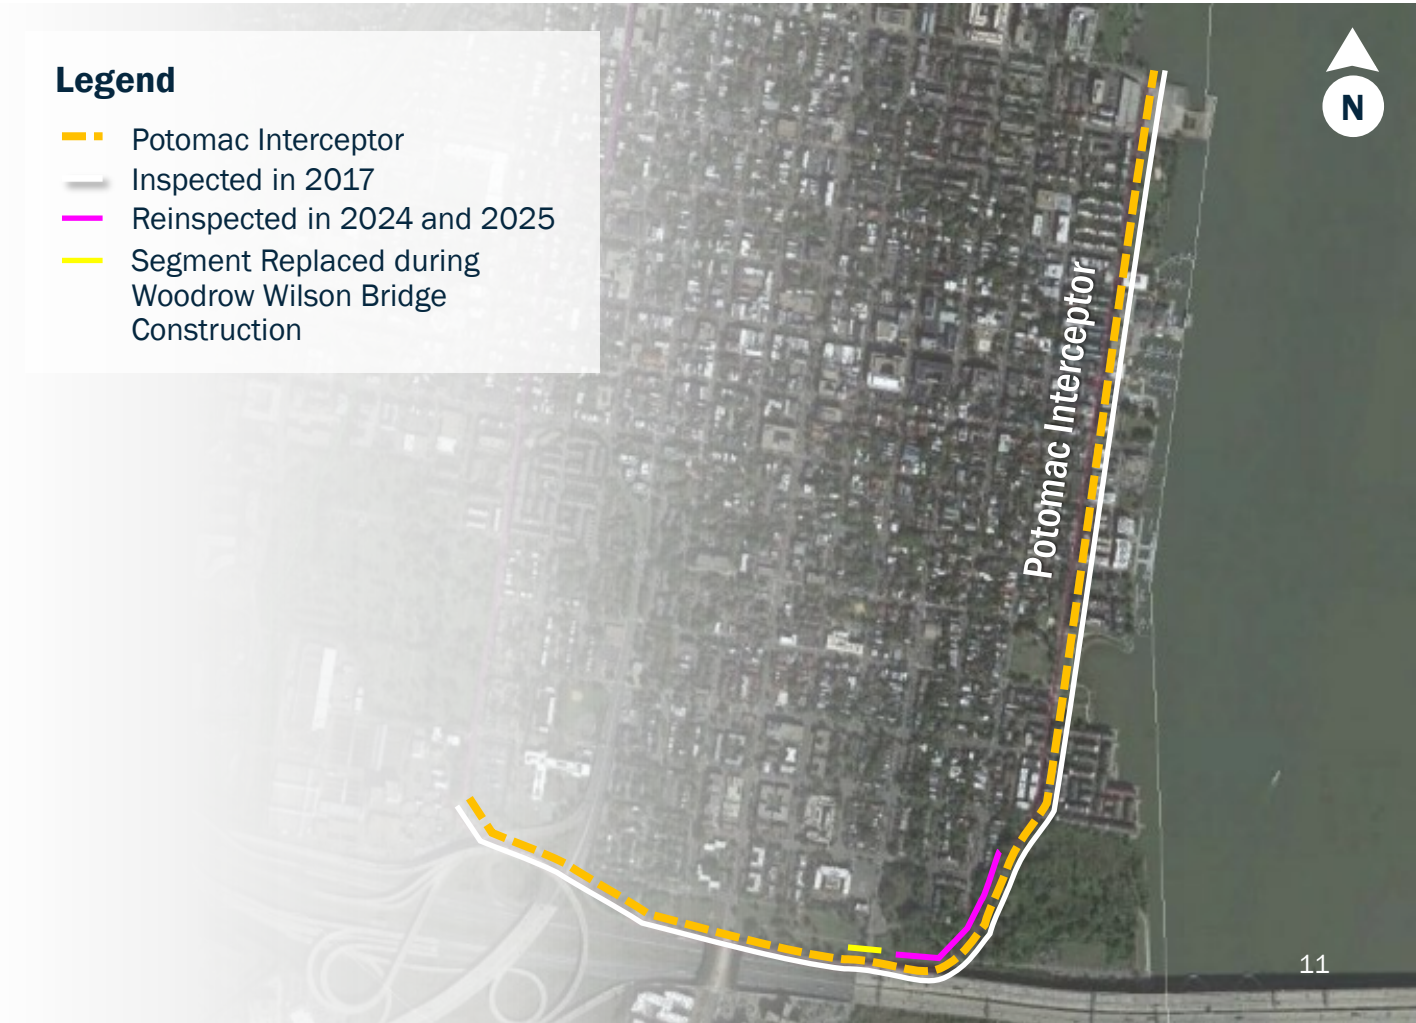 Legend
Potomac Interceptor
Inspected in 2017
Reinspected in 2024 and 2025
Segment Replaced during
Woodrow Wilson Bridge
Construction
N
Potomac Interceptor
11